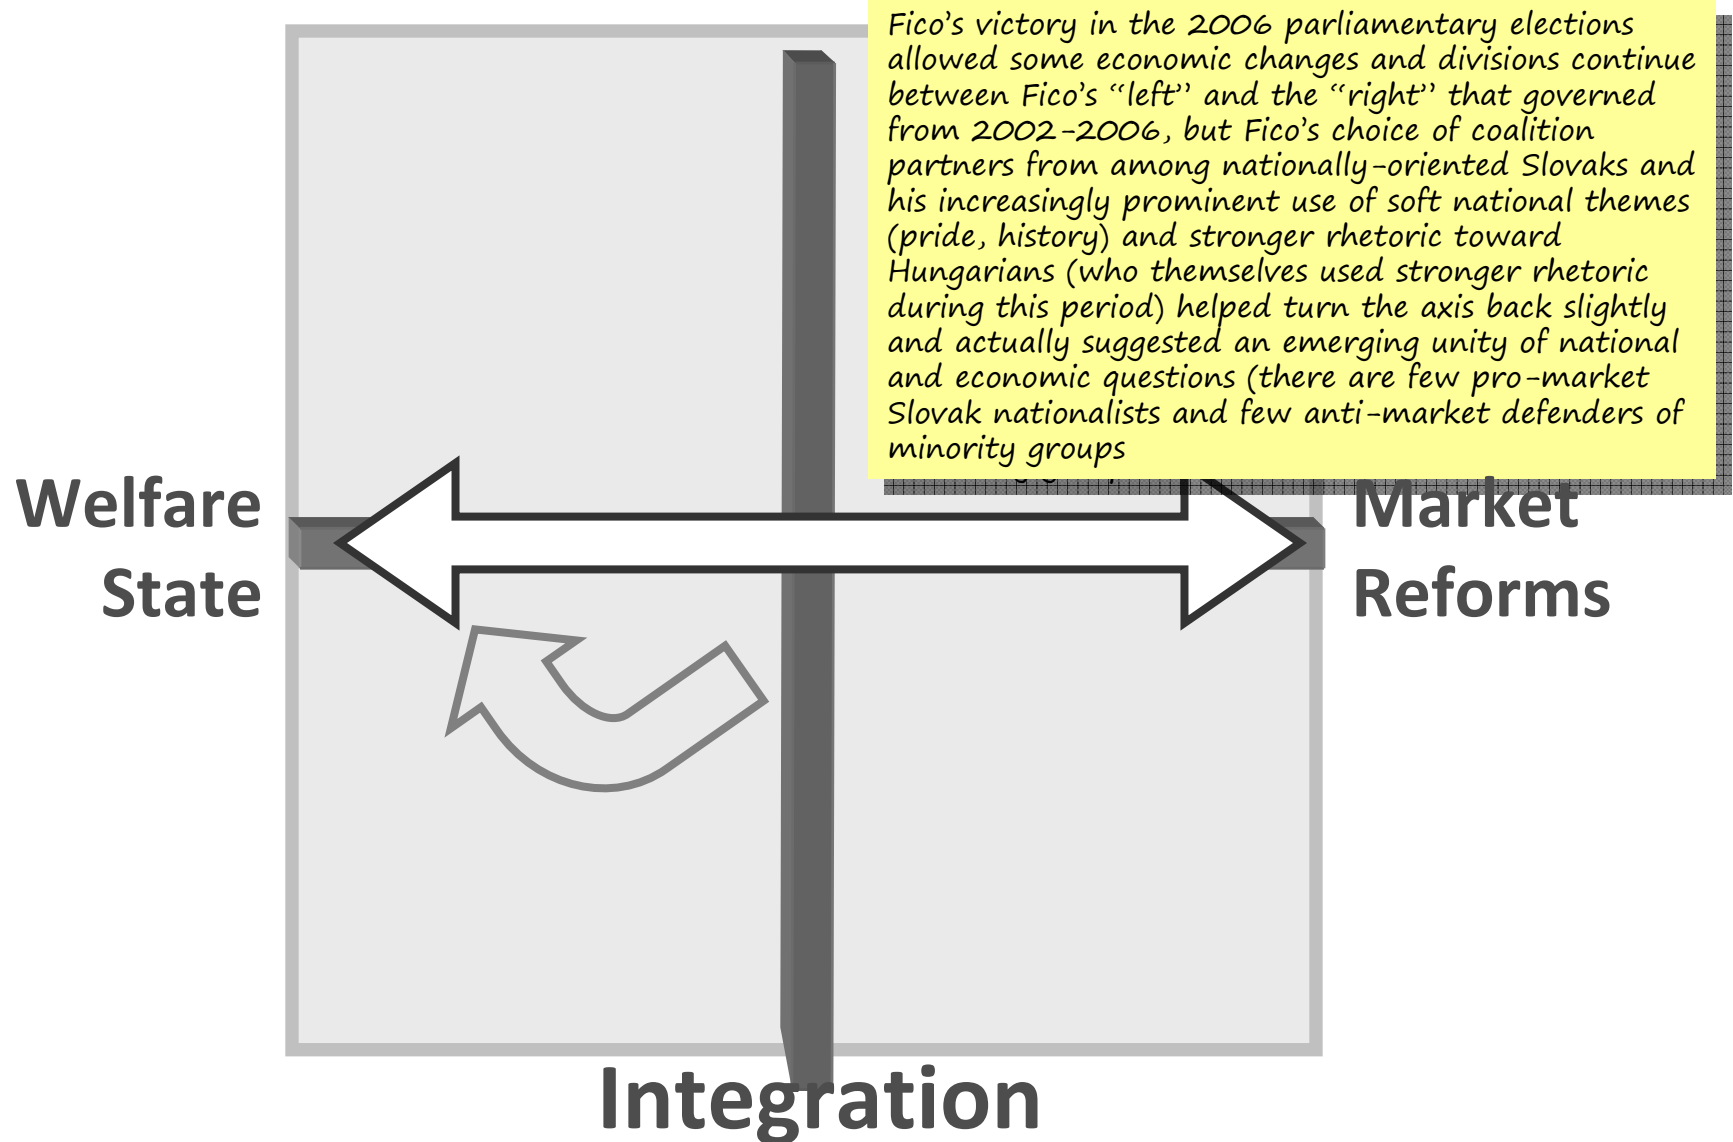 Fico’s victory in the 2006 parliamentary elections
allowed some economic changes and divisions continue
between Fico’s “left” and the “right” that governed
from 2002-2006, but Fico’s choice of coalition
partners from among nationally-oriented Slovaks and
his increasingly prominent use of soft national themes
(pride, history) and stronger rhetoric toward
Hungarians (who themselves used stronger rhetoric
during this period) helped turn the axis back slightly
and actually suggested an emerging unity of national
and economic questions (there are few pro-market
Slovak nationalists and few anti-market defenders of
minority groups
Welfare
State
Market
Reforms
Integration